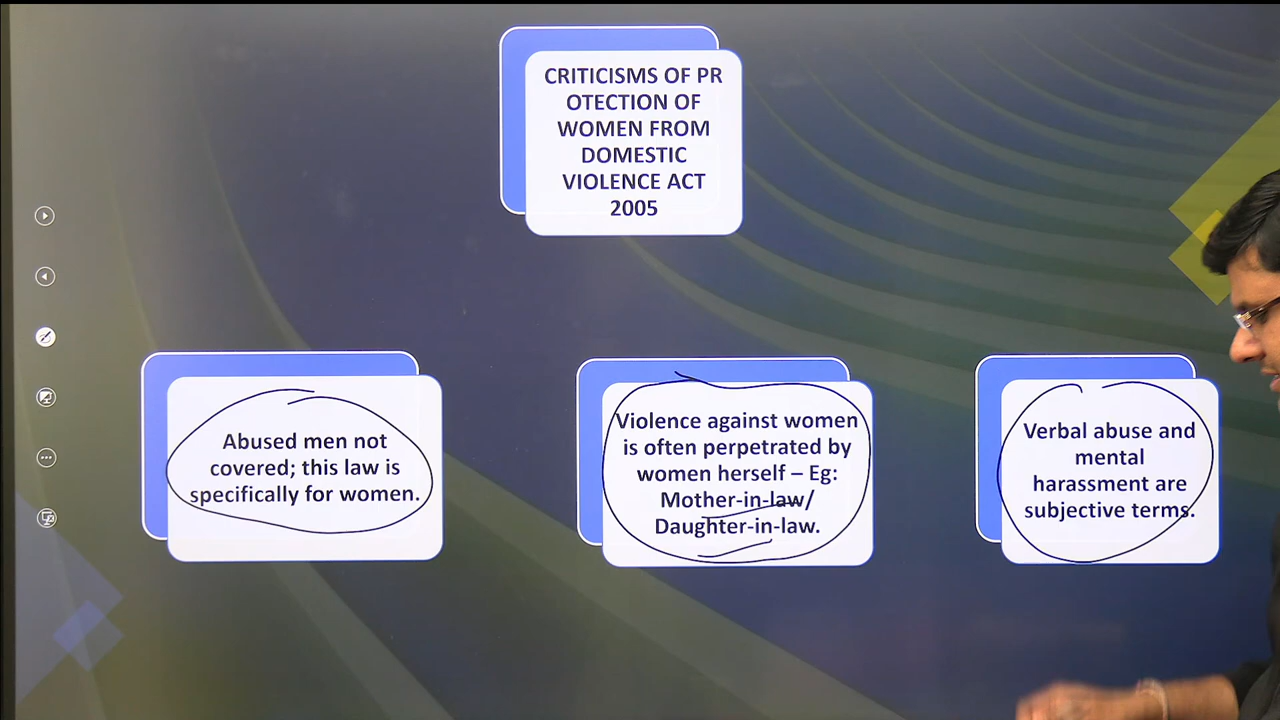 CRITICISMS OF PR
OTECTION OF
WOMEN FROM
DOMESTIC
VIOLENCE ACT
2005
Abused men not
covered; this law is
specifically for women.
Violence against women
is often perpetrated by
women herself – Eg:
Mother-in-law/
Daughter-in-law.
Verbal abuse and
mental
harassment are
subjective terms.